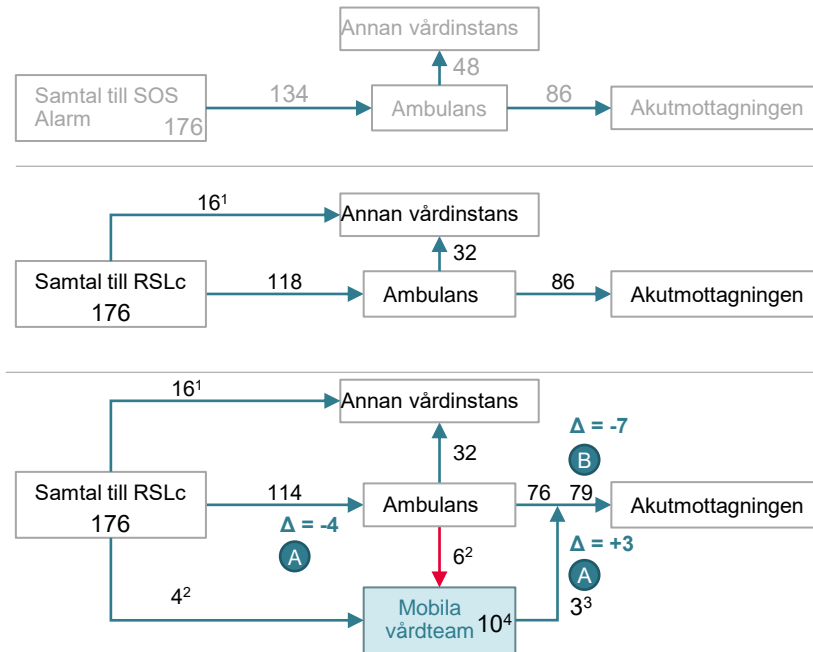 Annan vårdinstans
48
Samtal till SOS
Alarm
176
134
Ambulans
86
Akutmottagningen
16¹
Annan vårdinstans
32
Samtal till RSLc
176
118
Ambulans
86
Akutmottagningen
16¹
Annan vårdinstans
32
Δ = -7
B
Samtal till RSLc
176
114
Δ = -4
A
Ambulans
76
79
Akutmottagningen
6²
Δ = +3
A
3³
4²
Mobila
vårdteam
10⁴